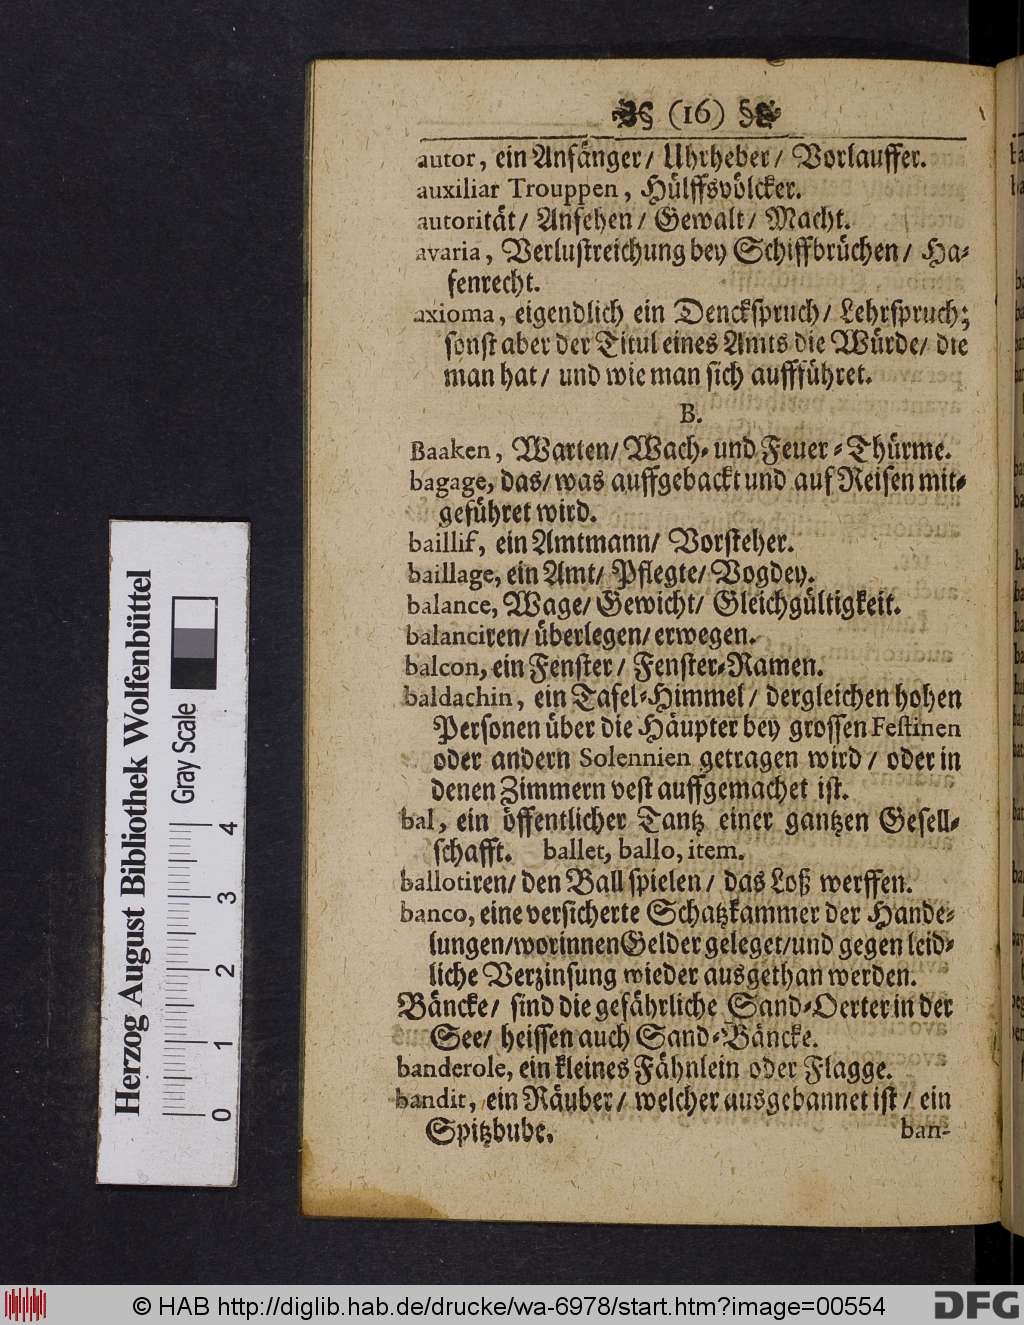 (16)
autor, ein Anfänger/ Uhrheber/ Vorlauffer.
auxiliar Trouppen, Hülffsvölcker.
autorität/ Ansehen/ Gewalt/ Macht.
avaria, Verlustreichung bey Schiffbrüchen/ Ha-
fenrecht.
axioma, eigendlich ein Denckspruch/ Lehrspruch;
sonst aber der Titul eines Amts die Würde/ die
man hat/ und wie man sich auffführet.
B.
Baaken, Warten/ Wach- und Feuer-Thürme.
bagage, das/ was auffgebackt und auf Reisen mit-
geführet wird.
baillif, ein Amtmann/ Vorsteher.
baillage, ein Amt/ Pflegte/ Vogdey.
balance, Wage/ Gewicht/ Gleichgültigkeit.
balanciren/ überlegen/ erwegen.
balcon, ein Fenster/ Fenster-Ramen.
baldachin, ein Tafel-Himmel/ dergleichen hohen
Personen über die Häupter bey grossen Festinen
oder andern Solennien getragen wird/ oder in
denen Zimmern vest auffgemachet ist.
bal, ein öffentlicher Tantz einer gantzen Gesell-
schafft. ballet, ballo, item.
ballotiren/ den Ball spielen/ das Loß werffen.
banco, eine versicherte Schatzkammer der Hande-
lungen/ worinnen Gelder geleget/ und gegen leid-
liche Verzinsung wieder ausgethan werden.
Bäncke/ sind die gefährliche Sand-Oerter in der
See/ heissen auch Sand-Bäncke.
banderole, ein kleines Fähnlein oder Flagge.
bandit, ein Räuber/ welcher ausgebannet ist/ ein
Spitzbube. ban-
Herzog August Bibliothek Wolfenbüttel
Gray Scale
0 1 2 3 4
© HAB http://diglib.hab.de/drucke/wa-6978/start.htm?image=00554
DFG